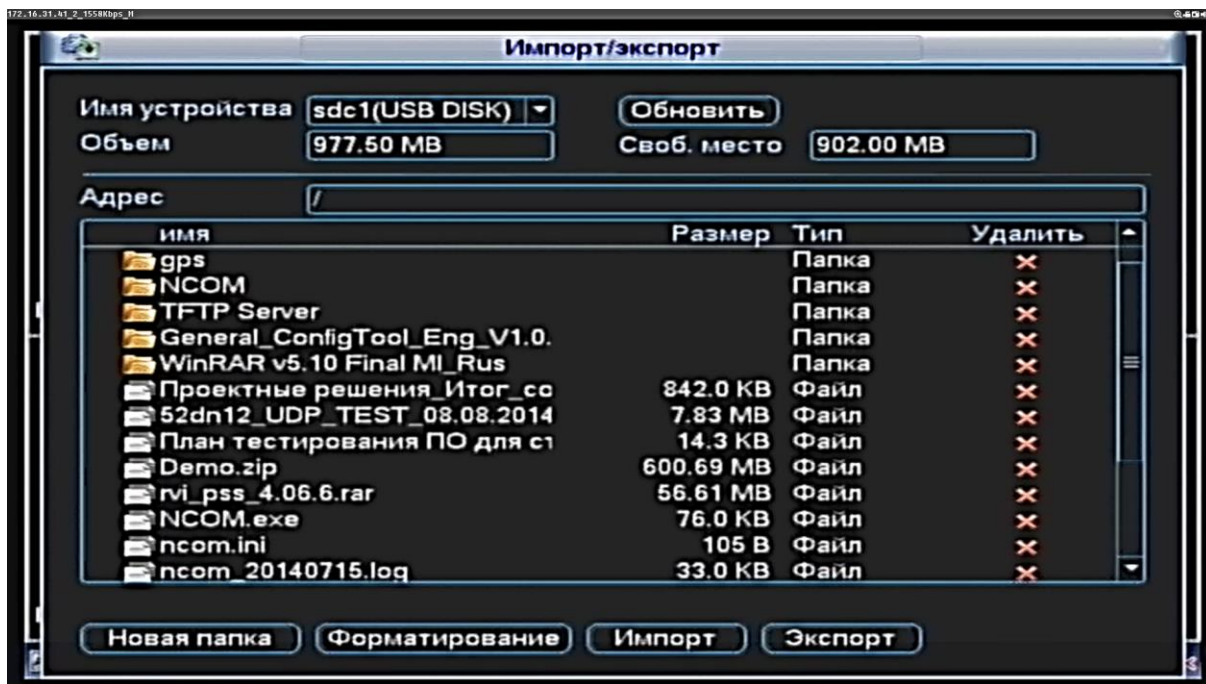 172.16.31.41_2_1558Kbps_M
Импорт/экспорт
Имя устройства sdc1(USB DISK) Обновить
Объем 977.50 MB Своб. место 902.00 MB
Адрес /
имя Размер Тип Удалить
gps Папка
NCOM Папка
TFTP Server Папка
General_ConfigTool_Eng_V1.0. Папка
WinRAR v5.10 Final MI_Rus Папка
Проектные решения_Итог_со 842.0 KB Файл
52dn12_UDP_TEST_08.08.2014 7.83 MB Файл
План тестирования ПО для ст 14.3 KB Файл
Demo.zip 600.69 MB Файл
rvi_pss_4.06.6.rar 56.61 MB Файл
NCOM.exe 76.0 KB Файл
ncom.ini 105 B Файл
ncom_20140715.log 33.0 KB Файл
Новая папка Форматирование Импорт Экспорт